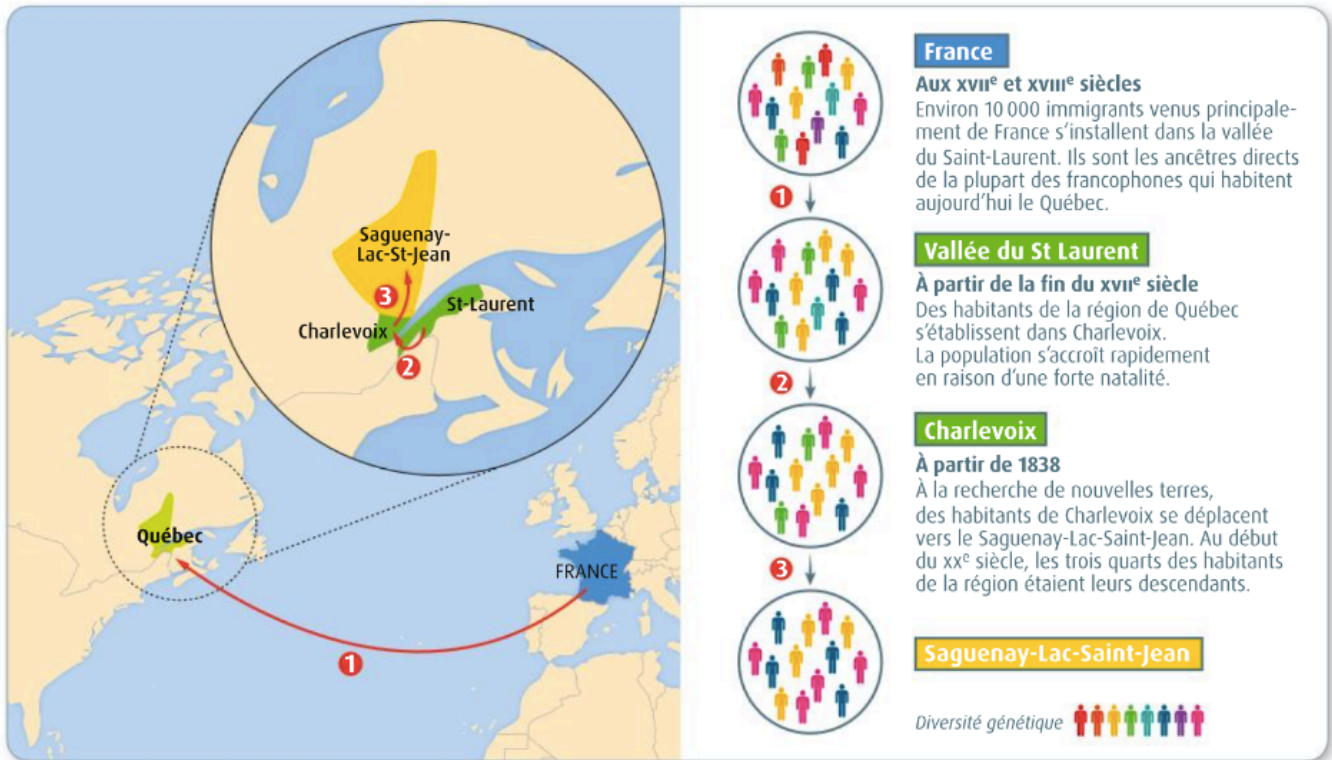 Saguenay-
Lac-St-Jean
3
St-Laurent
Charlevoix
2
Québec
FRANCE
1
France
Aux XVIIe et XVIIIe siècles
Environ 10 000 immigrants venus principale-
ment de France s'installent dans la vallée
du Saint-Laurent. Ils sont les ancêtres directs
de la plupart des francophones qui habitent
aujourd'hui le Québec.
1
Vallée du St Laurent
À partir de la fin du XVIIe siècle
Des habitants de la région de Québec
s'établissent dans Charlevoix.
La population s'accroît rapidement
en raison d'une forte natalité.
2
Charlevoix
À partir de 1838
À la recherche de nouvelles terres,
des habitants de Charlevoix se déplacent
vers le Saguenay-Lac-Saint-Jean. Au début
du XXe siècle, les trois quarts des habitants
de la région étaient leurs descendants.
3
Saguenay-Lac-Saint-Jean
Diversité génétique